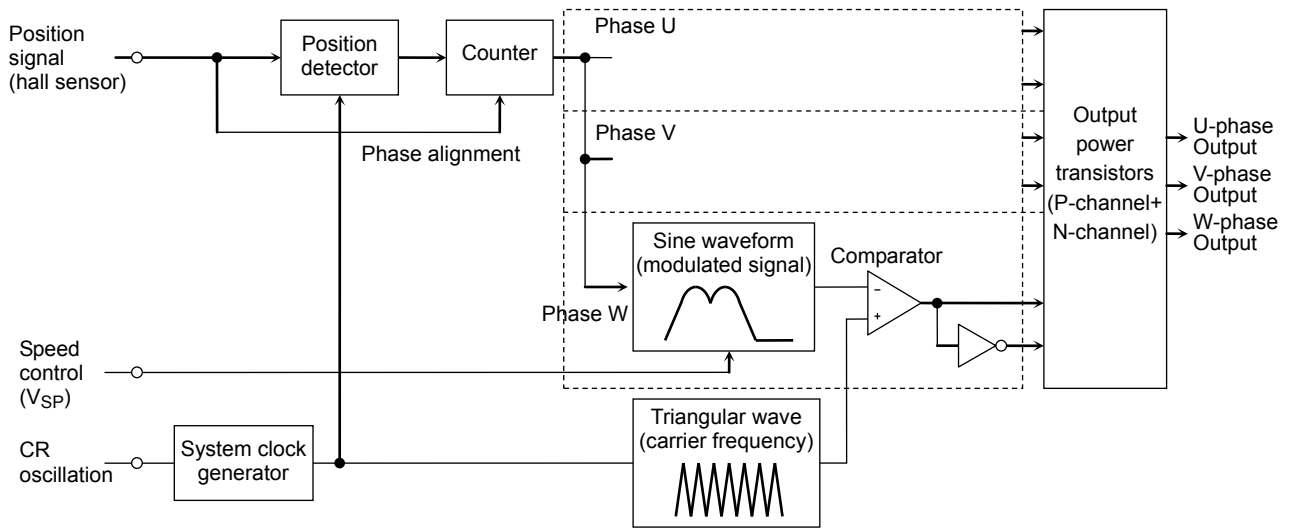 Position
signal
(hall sensor)
Position
detector
Counter
Phase alignment
Phase U
Phase V
Phase W
Sine waveform
(modulated signal)
Comparator
−
+
Output
power
transistors
(P-channel+
N-channel)
U-phase
Output
V-phase
Output
W-phase
Output
Speed
control
(VSP)
CR
oscillation
System clock
generator
Triangular wave
(carrier frequency)